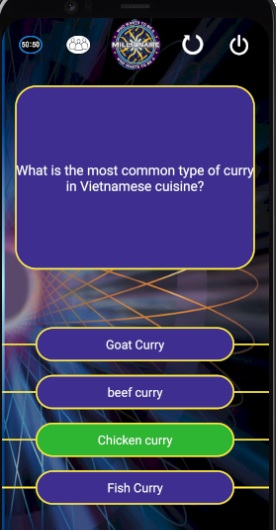 50:50
MILLIONAIRE
What is the most common type of curry
in Vietnamese cuisine?
Goat Curry
beef curry
Chicken curry
Fish Curry